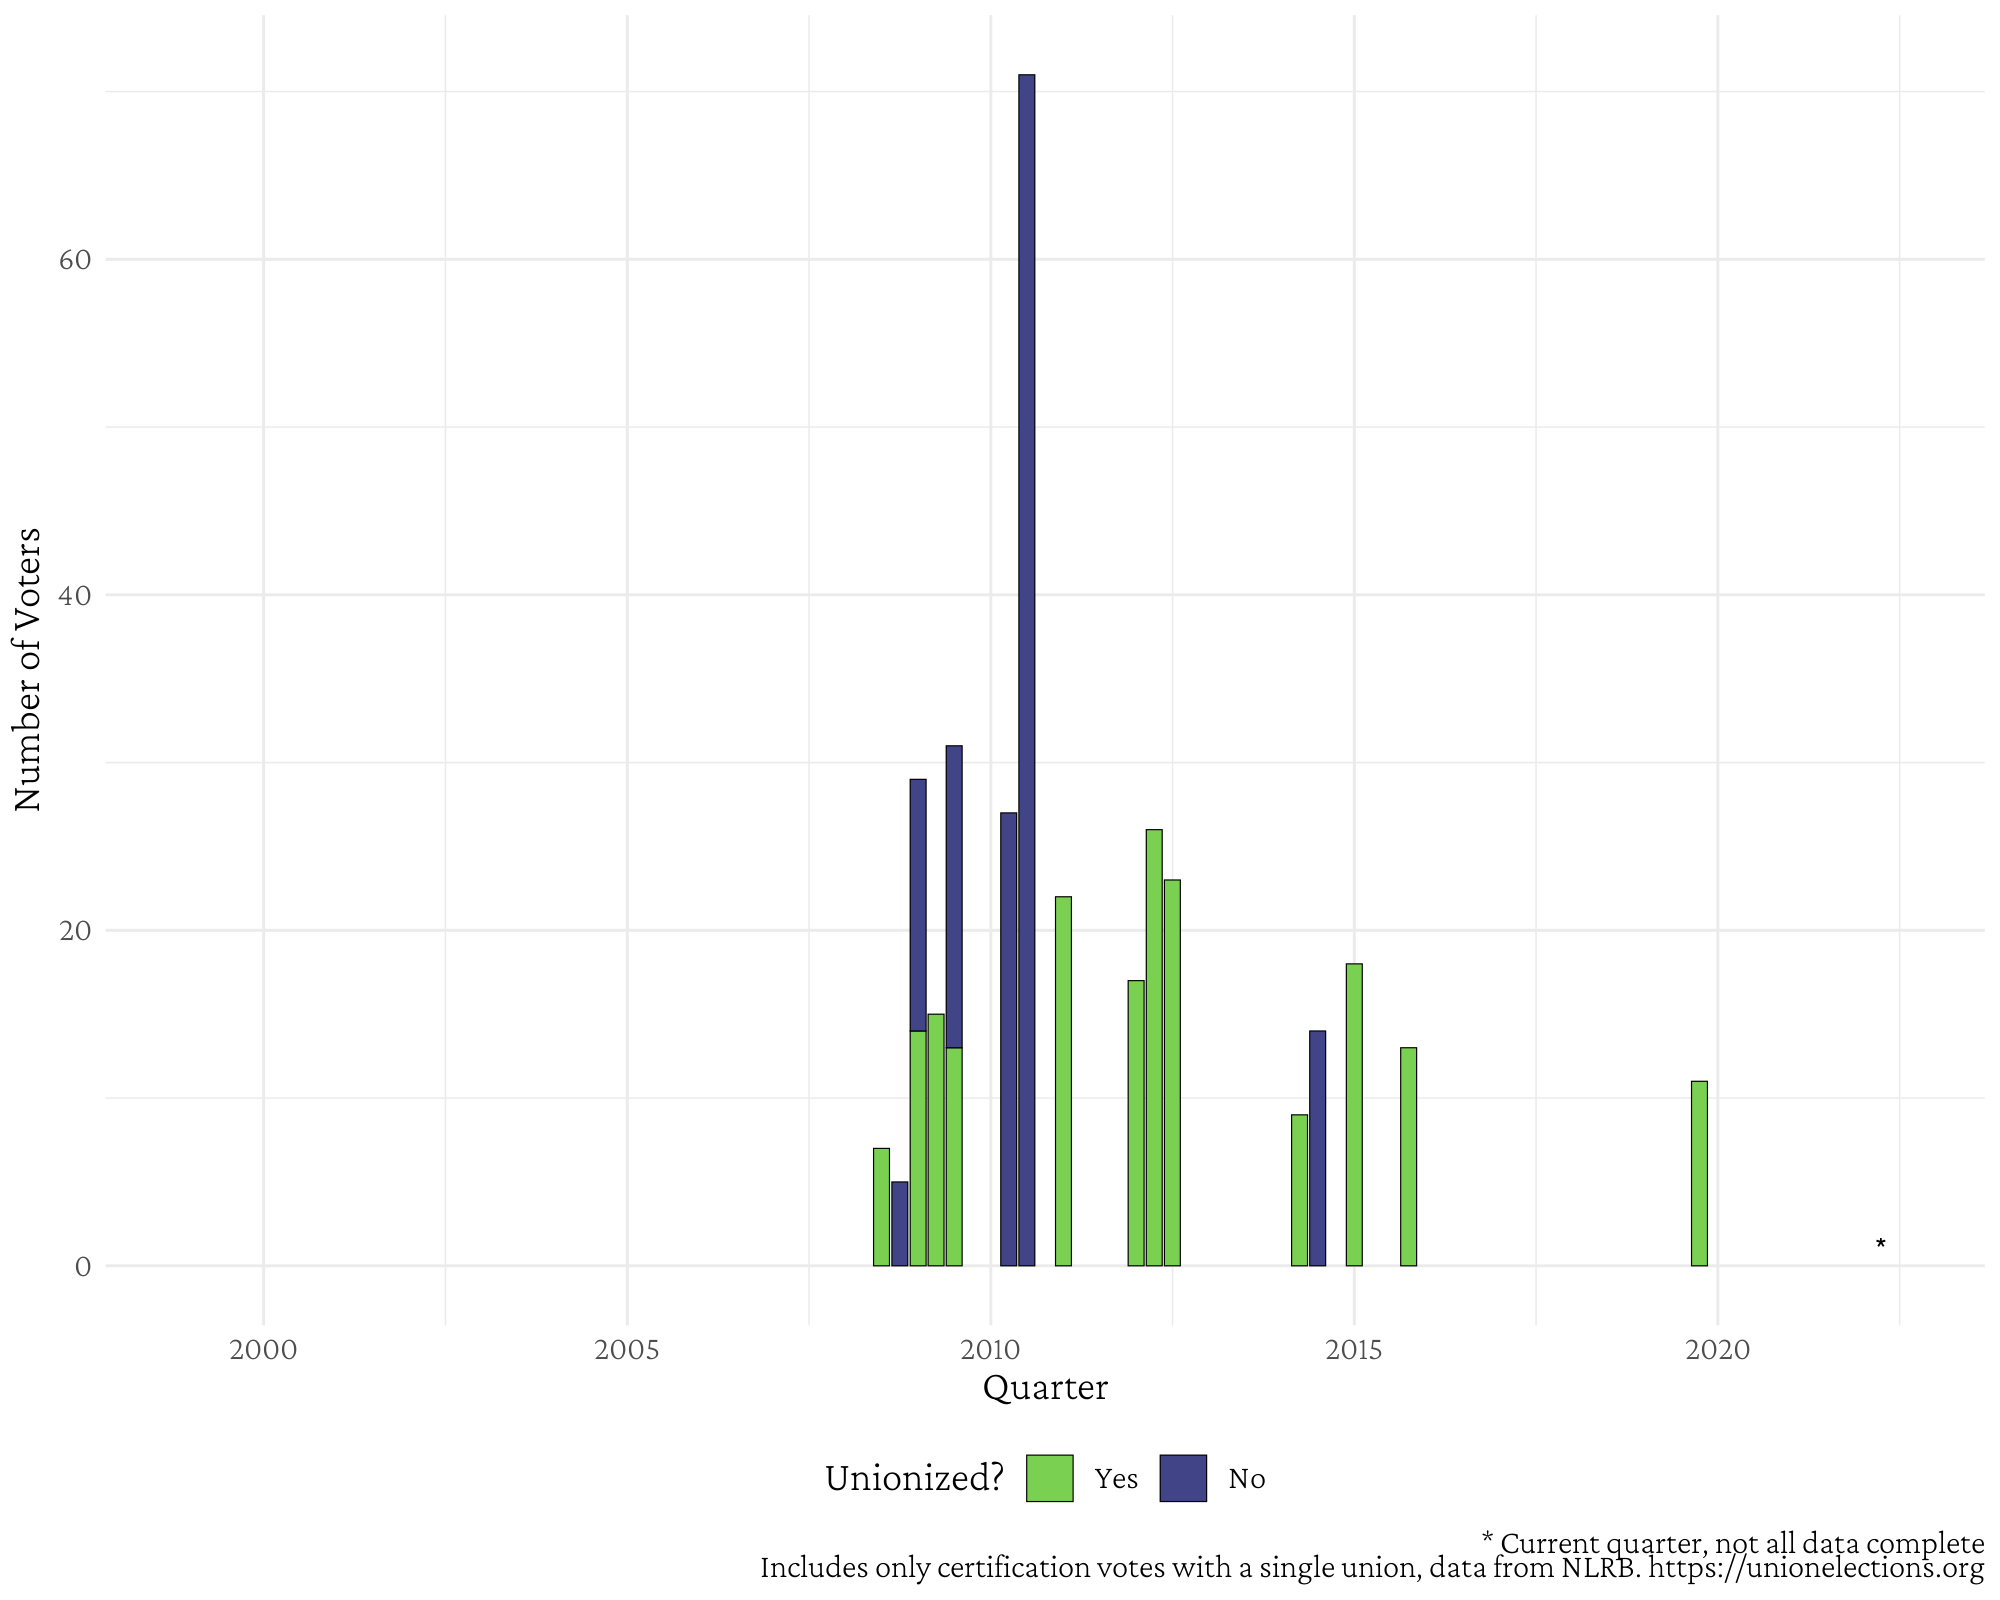 60
40
20
0
Number of Voters
*
2000 2005 2010 2015 2020
Quarter
Unionized? Yes No
* Current quarter, not all data complete
Includes only certification votes with a single union, data from NLRB. https://unionelections.org